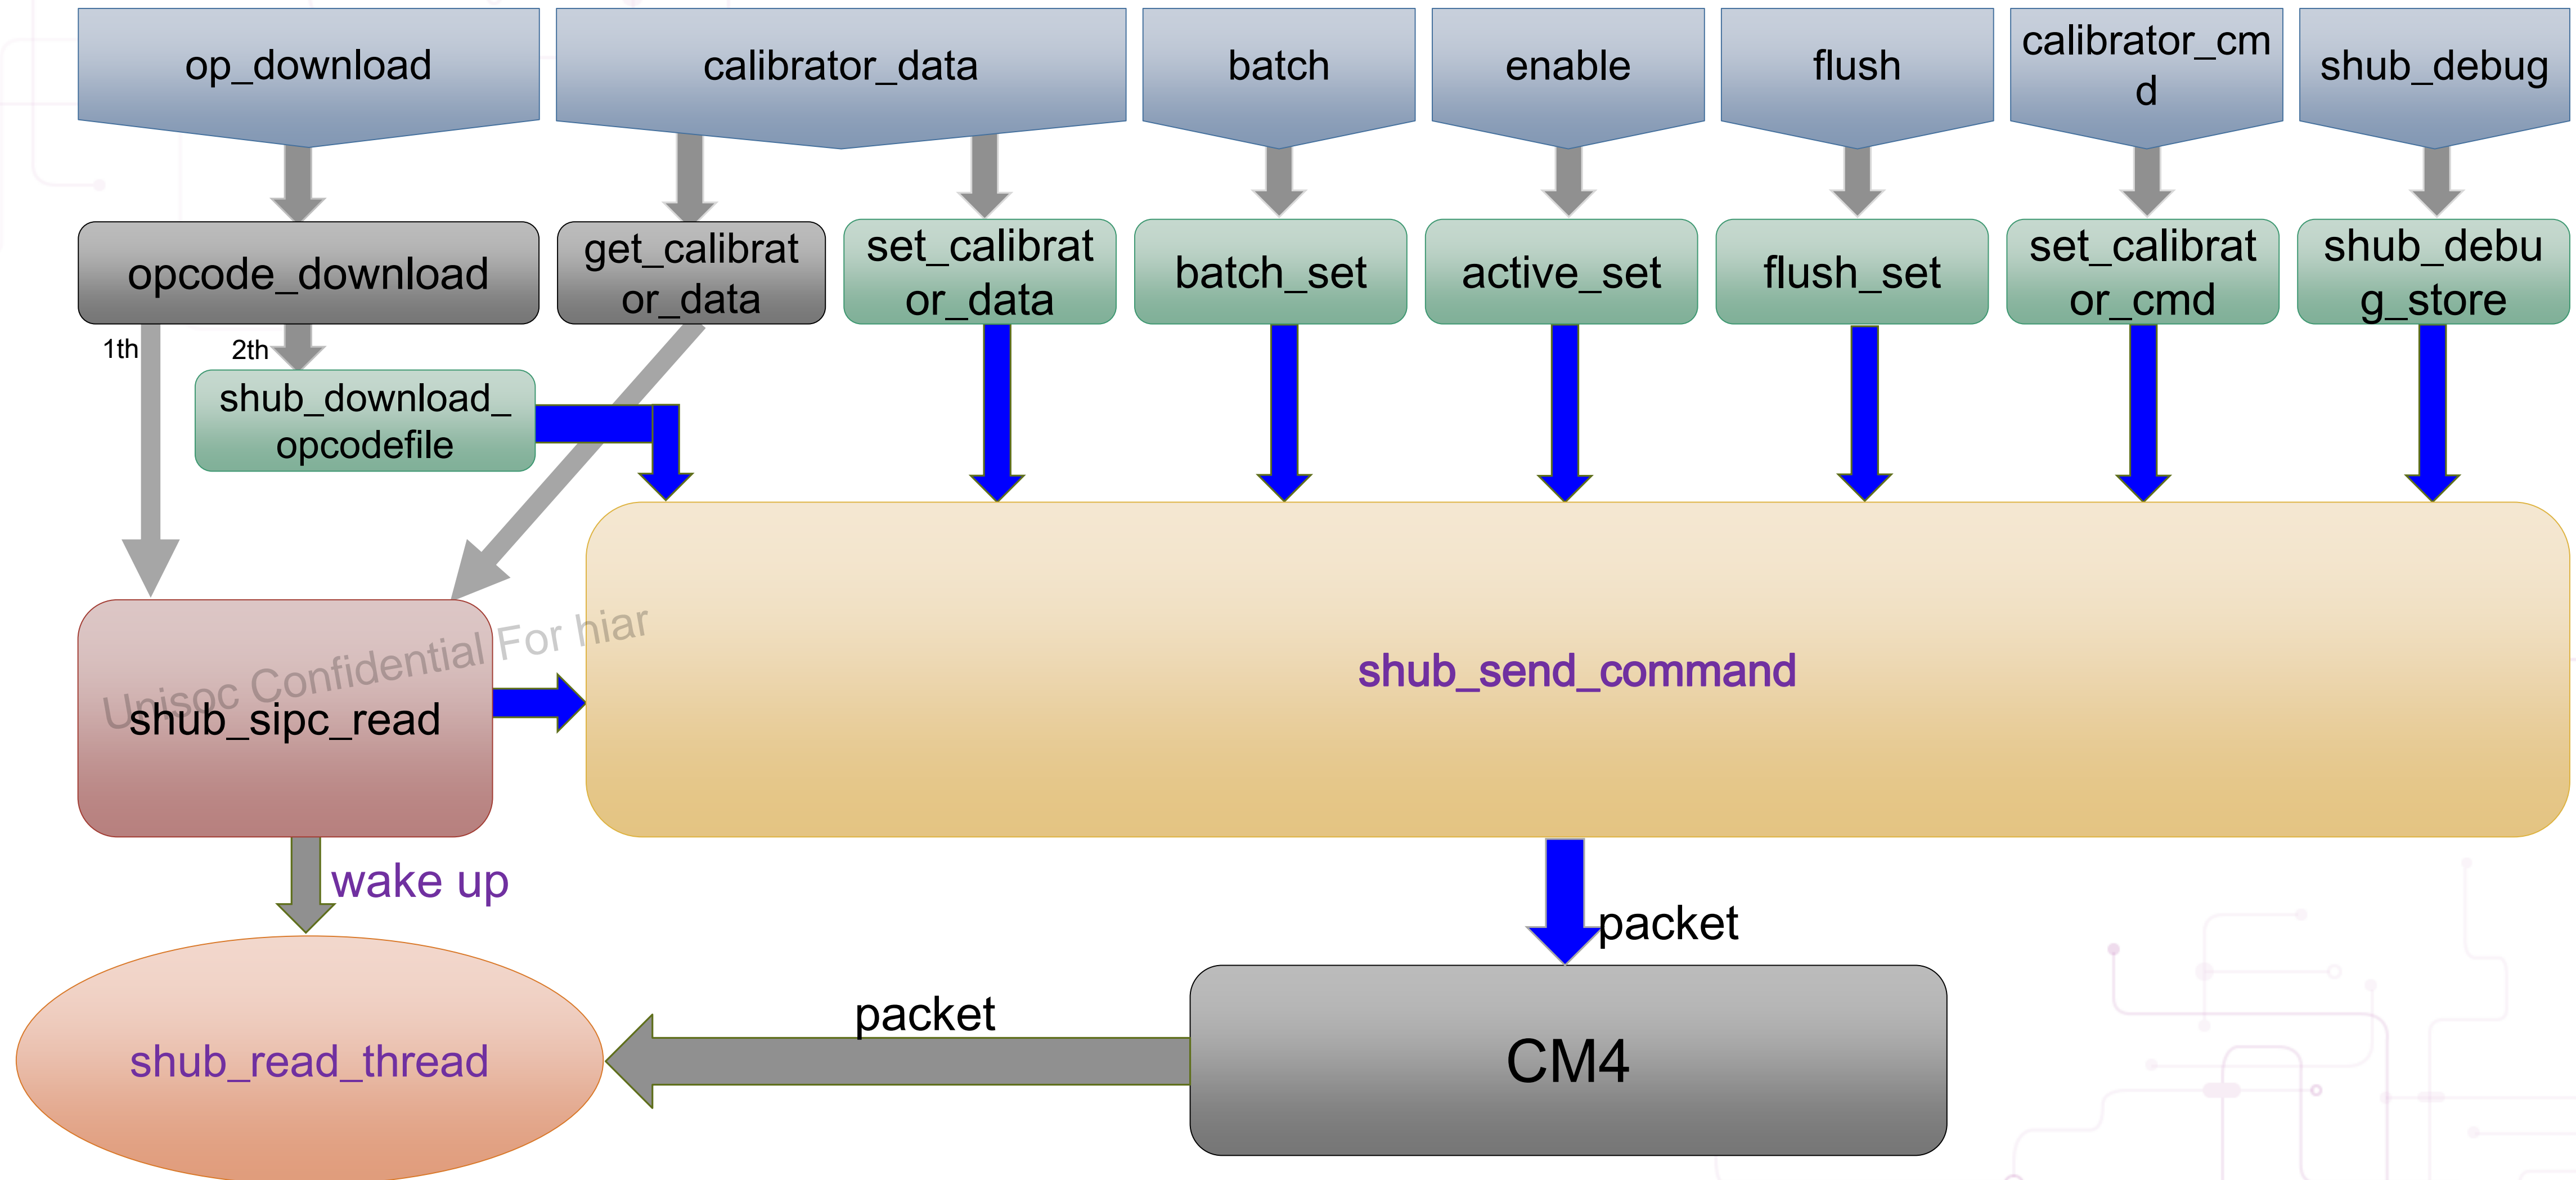 op_download
calibrator_data
batch
enable
flush
calibrator_cm
d
shub_debug
opcode_download
get_calibrat
or_data
set_calibrat
or_data
batch_set
active_set
flush_set
set_calibrat
or_cmd
shub_debu
g_store
1th
2th
shub_download_
opcodefile
Unisoc Confidential For hiar
shub_sipc_read
shub_send_command
wake up
packet
packet
shub_read_thread
CM4